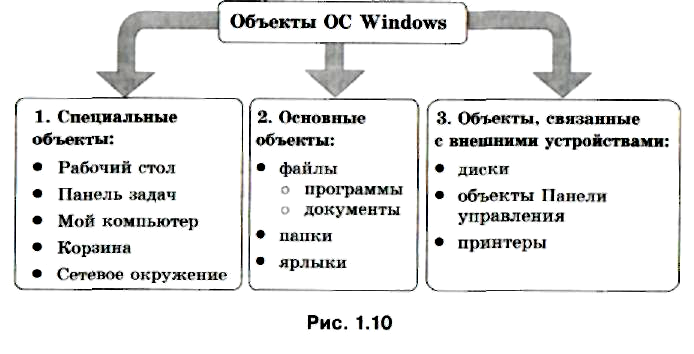 Объекты ОС Windows
1. Специальные
объекты:
● Рабочий стол
● Панель задач
● Мой компьютер
● Корзина
● Сетевое окружение
2. Основные
объекты:
● файлы
○ программы
○ документы
● папки
● ярлыки
3. Объекты, связанные
с внешними устройствами:
● диски
● объекты Панели
управления
● принтеры
Рис. 1.10